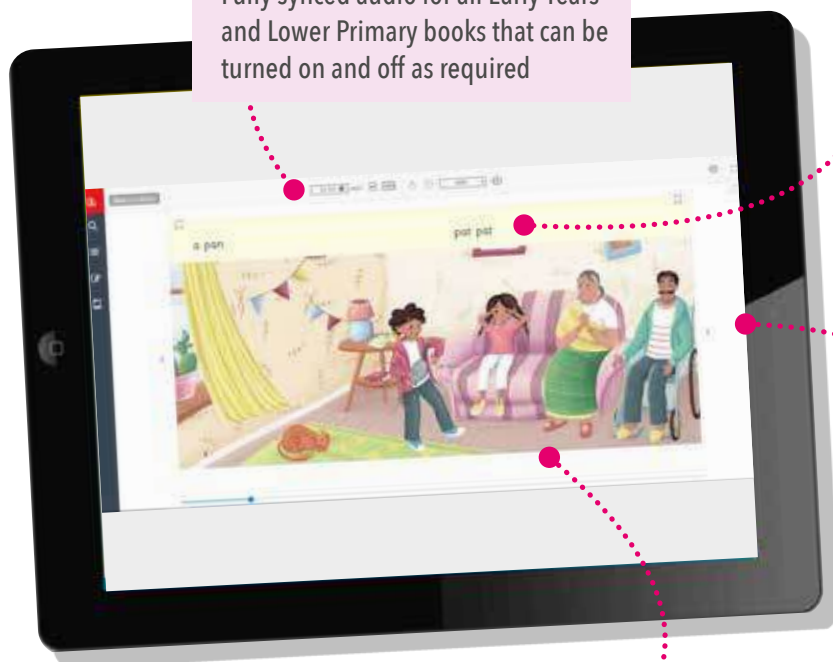 Fully synced audio for all Early Years
and Lower Primary books that can be
turned on and off as required
a pan
pat pat